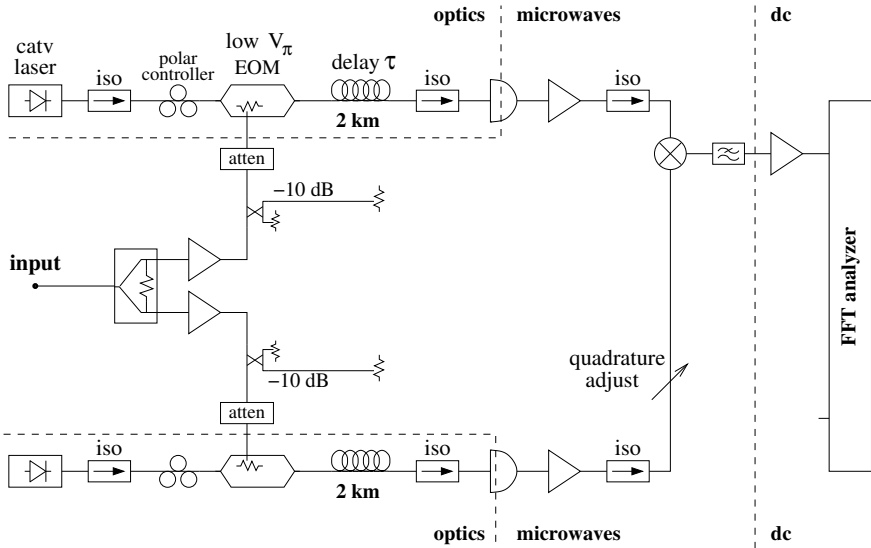 optics
microwaves
dc
catv
laser
iso
polar
controller
low Vπ
EOM
delay τ
iso
iso
2 km
atten
−10 dB
input
FFT analyzer
−10 dB
quadrature
adjust
atten
iso
iso
iso
2 km
optics
microwaves
dc